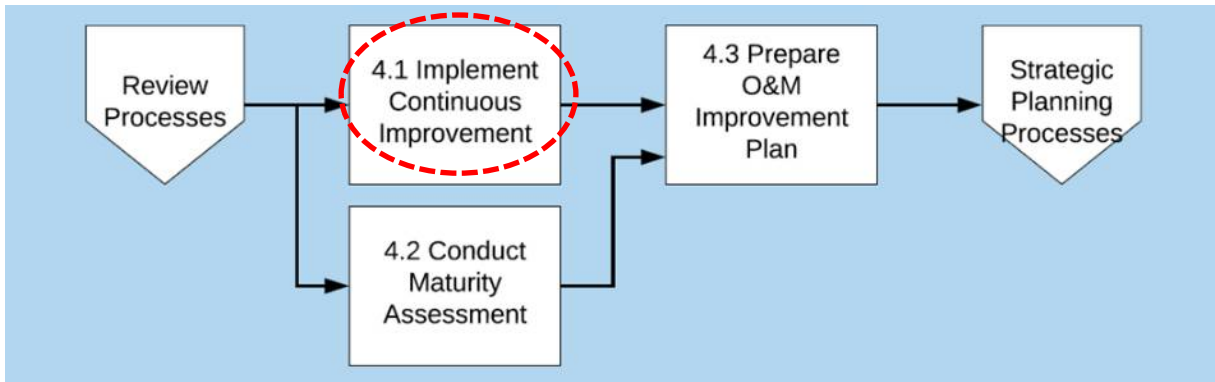 Review
Processes
4.1 Implement
Continuous
Improvement
4.3 Prepare
O&M
Improvement
Plan
Strategic
Planning
Processes
4.2 Conduct
Maturity
Assessment